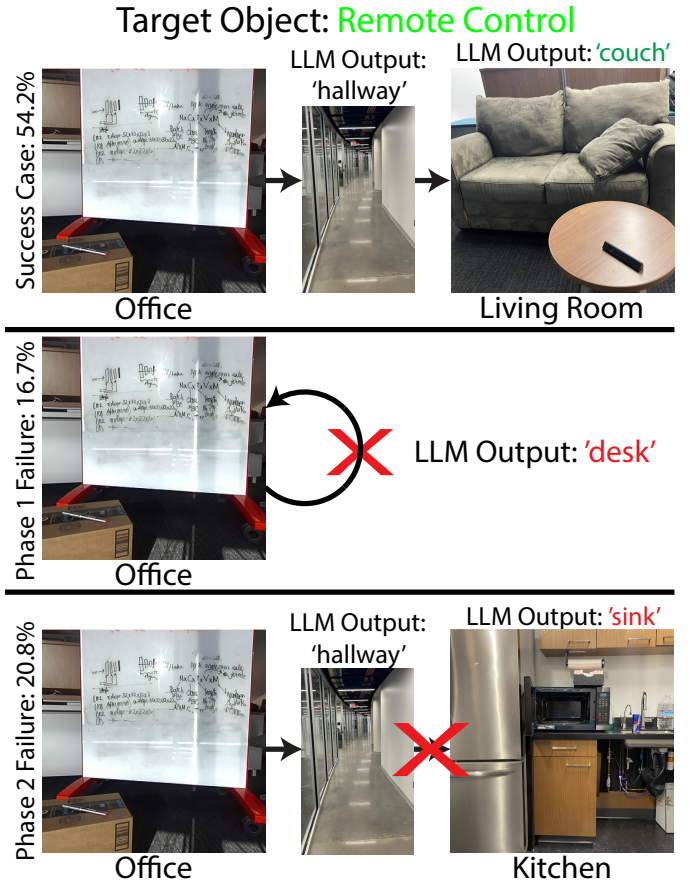 Target Object: Remote Control
Success Case: 54.2%
LLM Output:
'hallway'
LLM Output: 'couch'
Office
Living Room
Phase 1 Failure: 16.7%
LLM Output: 'desk'
Office
Phase 2 Failure: 20.8%
LLM Output:
'hallway'
LLM Output: 'sink'
Office
Kitchen